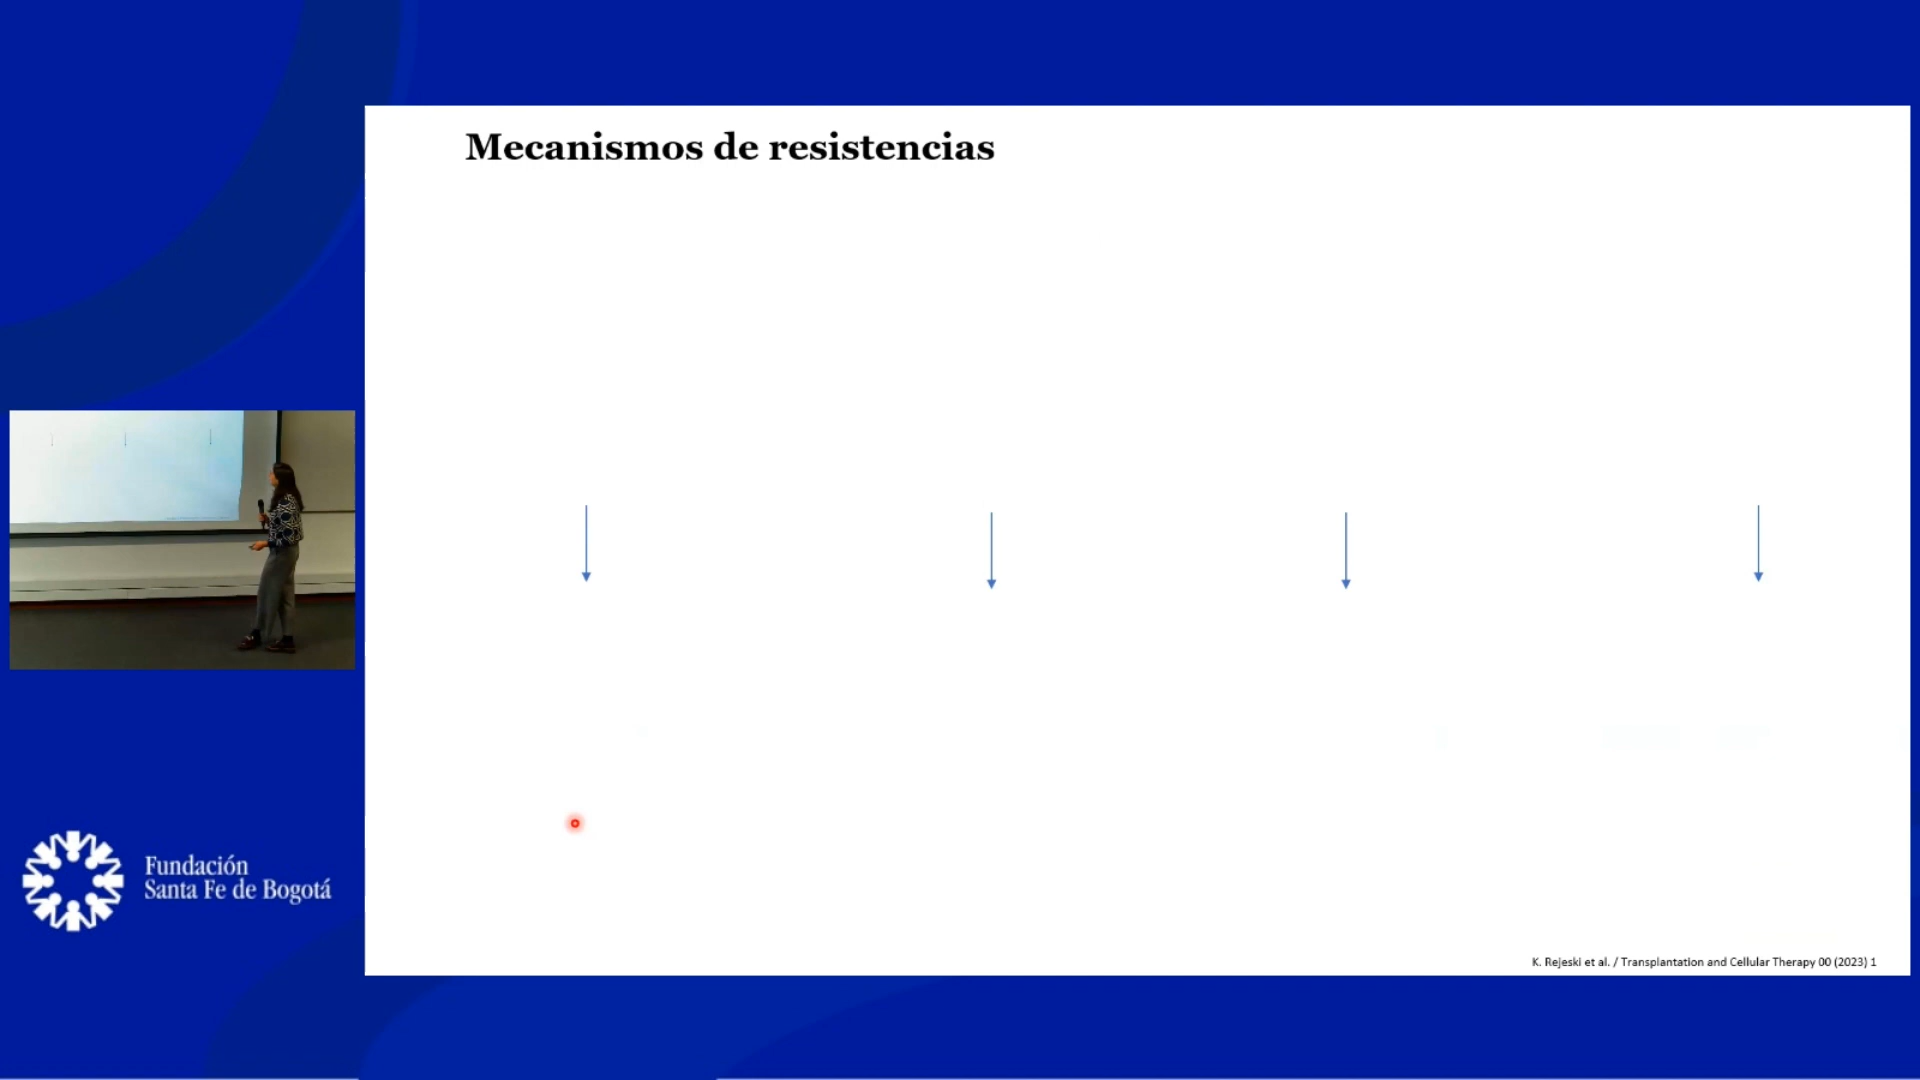 Mecanismos de resistencias
Fundación
Santa Fe de Bogotá
K. Rejeski et al. / Transplantation and Cellular Therapy 00 (2023) 1